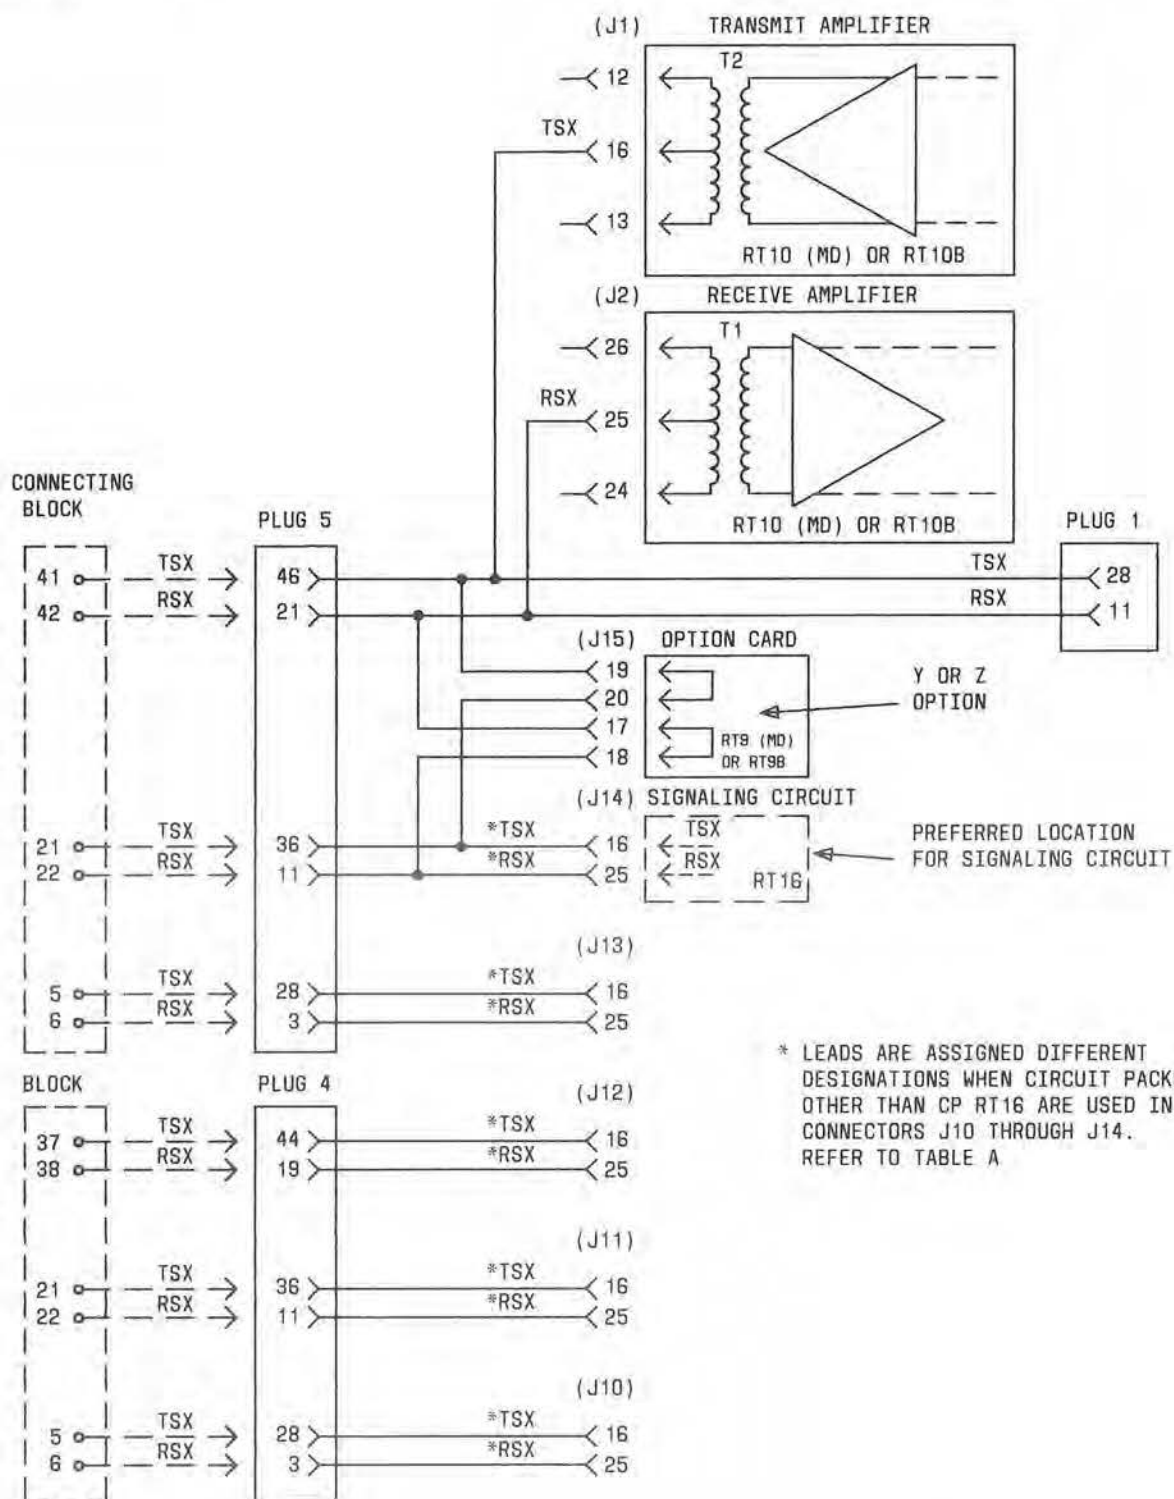 (J1) TRANSMIT AMPLIFIER
12 T2
TSX
16
13
RT10 (MD) OR RT10B
(J2) RECEIVE AMPLIFIER
26 T1
RSX
25
24
RT10 (MD) OR RT10B
CONNECTING
BLOCK
PLUG 5
PLUG 1
41 TSX 46 TSX 28
42 RSX 21 RSX 11
(J15) OPTION CARD
19
20
17
18
RT9 (MD)
OR RT9B
Y OR Z
OPTION
(J14) SIGNALING CIRCUIT
21 TSX 36 *TSX 16 TSX
22 RSX 11 *RSX 25 RSX
RT16
PREFERRED LOCATION
FOR SIGNALING CIRCUIT
(J13)
5 TSX 28 *TSX 16
6 RSX 3 *RSX 25
* LEADS ARE ASSIGNED DIFFERENT
DESIGNATIONS WHEN CIRCUIT PACK
OTHER THAN CP RT16 ARE USED IN
CONNECTORS J10 THROUGH J14.
REFER TO TABLE A
BLOCK
PLUG 4
(J12)
37 TSX 44 *TSX 16
38 RSX 19 *RSX 25
(J11)
21 TSX 36 *TSX 16
22 RSX 11 *RSX 25
(J10)
5 TSX 28 *TSX 16
6 RSX 3 *RSX 25